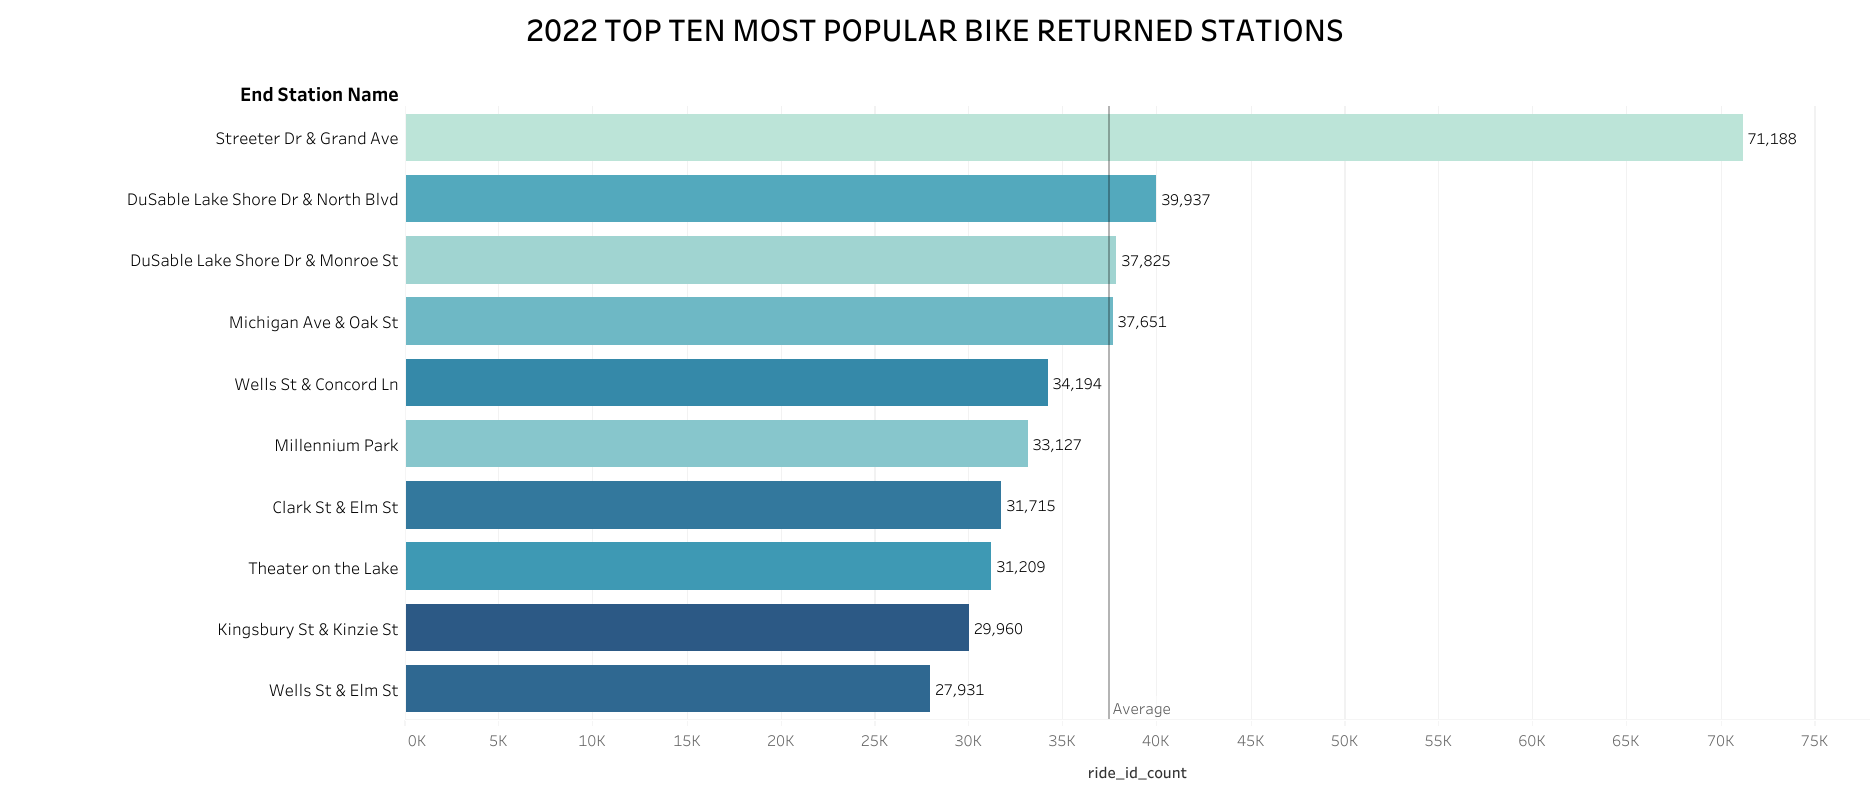 2022 TOP TEN MOST POPULAR BIKE RETURNED STATIONS
End Station Name
Streeter Dr & Grand Ave 71,188
DuSable Lake Shore Dr & North Blvd 39,937
DuSable Lake Shore Dr & Monroe St 37,825
Michigan Ave & Oak St 37,651
Wells St & Concord Ln 34,194
Millennium Park 33,127
Clark St & Elm St 31,715
Theater on the Lake 31,209
Kingsbury St & Kinzie St 29,960
Wells St & Elm St 27,931
Average
0K 5K 10K 15K 20K 25K 30K 35K 40K 45K 50K 55K 60K 65K 70K 75K
ride_id_count